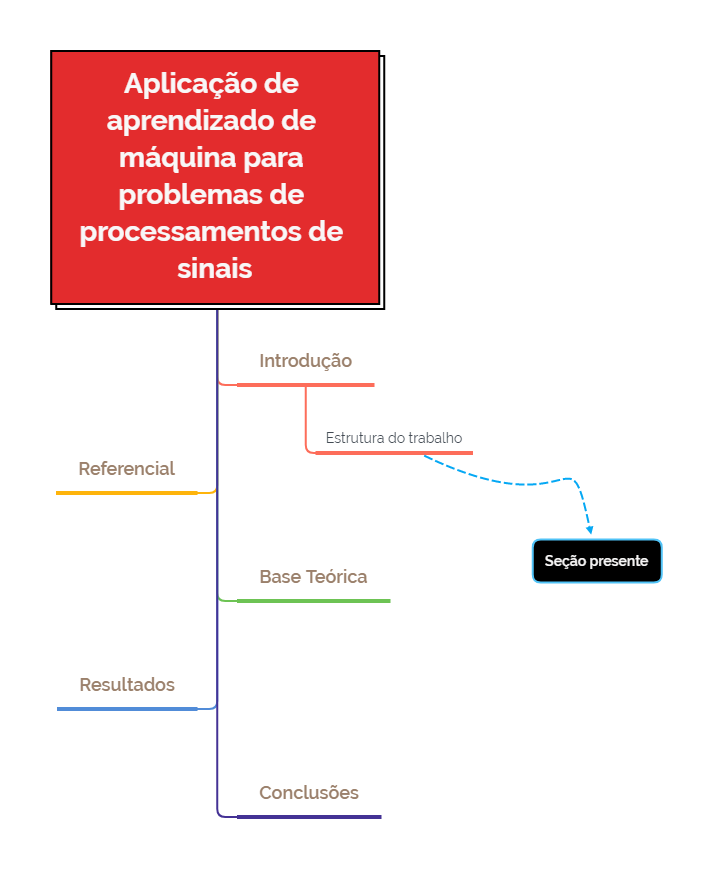 Aplicação de
aprendizado de
máquina para
problemas de
processamentos de
sinais
Introdução
Estrutura do trabalho
Referencial
Seção presente
Base Teórica
Resultados
Conclusões